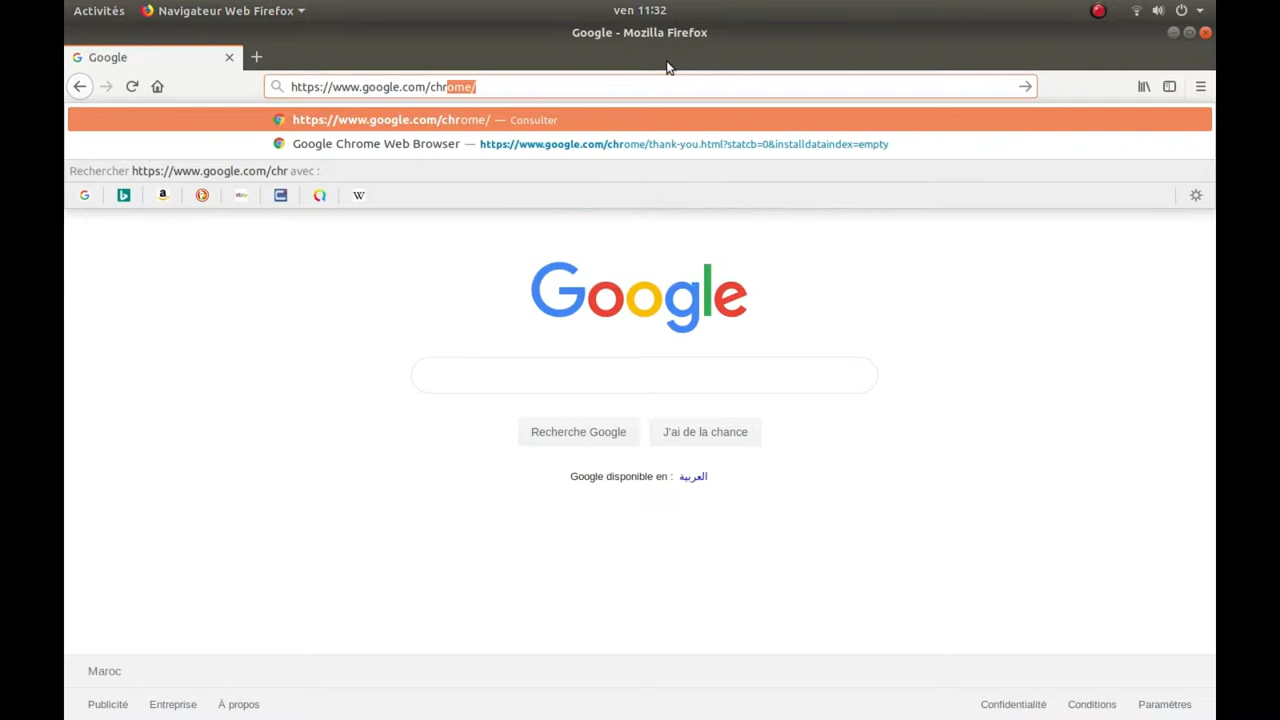 Activités Navigateur Web Firefox ven 11:32
Google - Mozilla Firefox
Google
https://www.google.com/chrome/
https://www.google.com/chrome/ — Consulter
Google Chrome Web Browser — https://www.google.com/chrome/thank-you.html?statcb=0&installdataindex=empty
Rechercher https://www.google.com/chr avec :
Google
Recherche Google J'ai de la chance
Google disponible en : العربية
Maroc
Publicité Entreprise À propos Confidentialité Conditions Paramètres